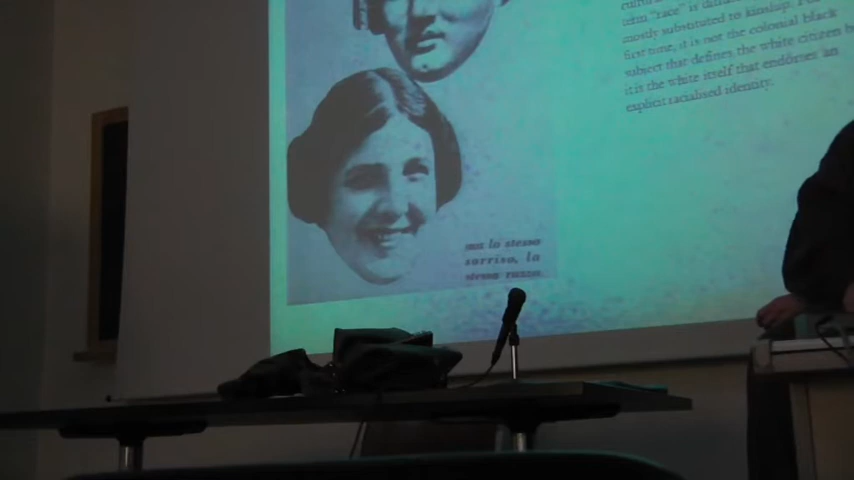 term "race" is
mostly substituted to kinship.
first time, it is not the colonial black
subject that defines the white citizen b
it is the white itself that endorses an
explicit racialised identity.
ma lo stesso
sorriso, la
stessa razza